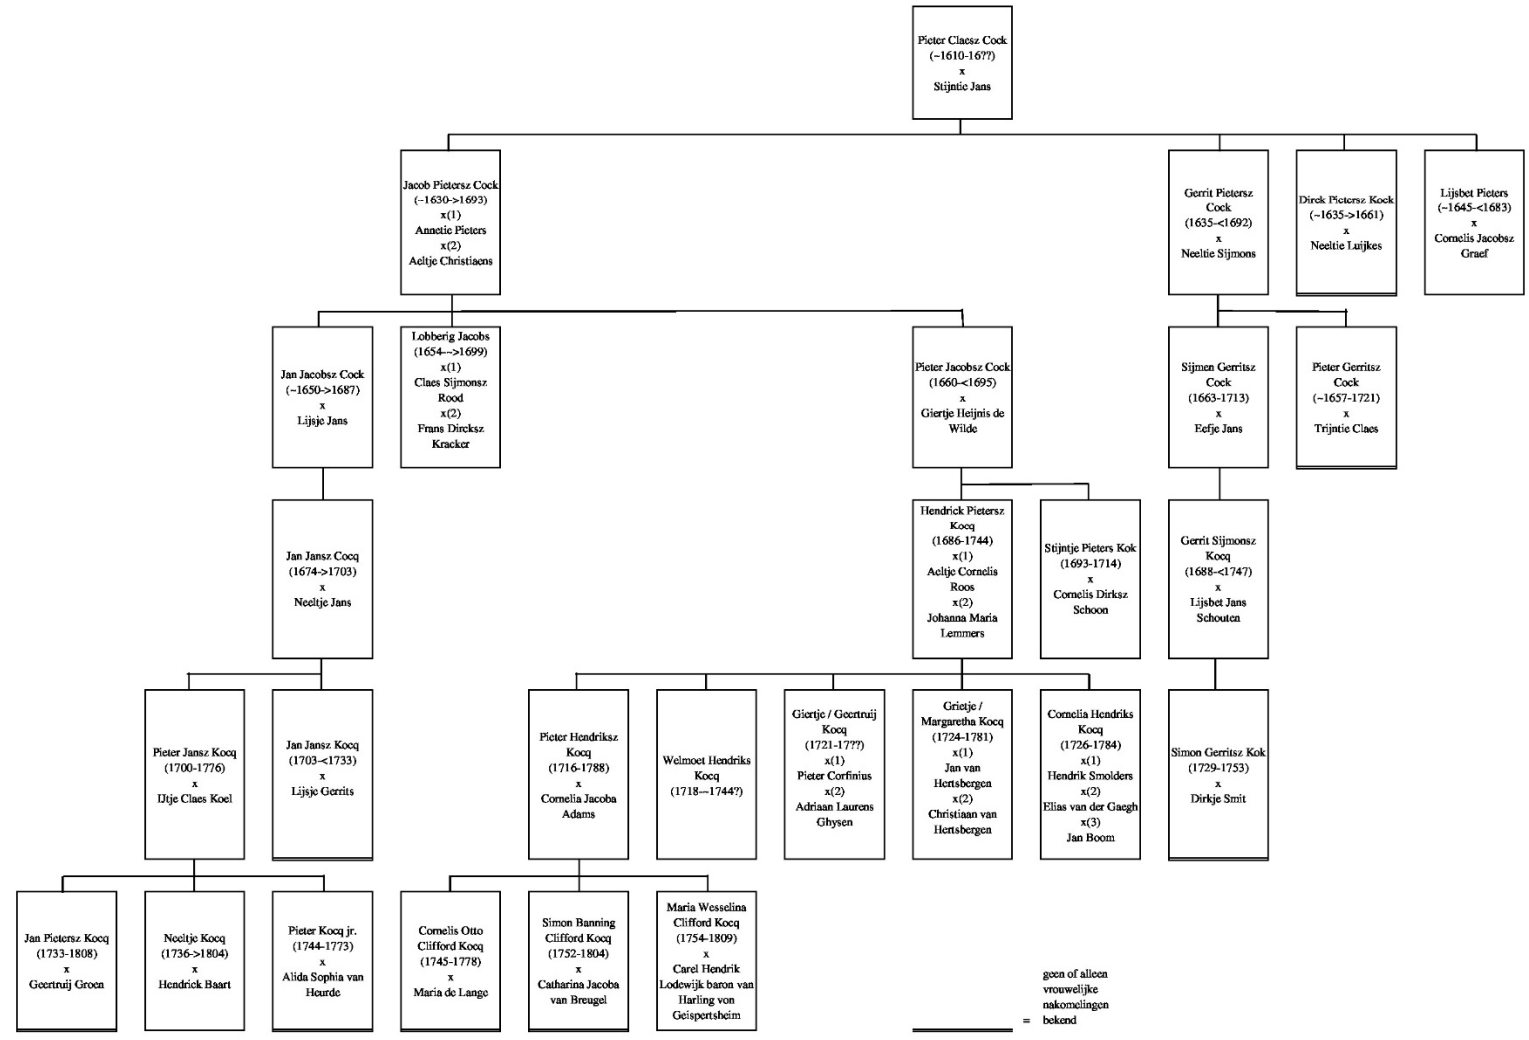 Pieter Claesz Cock
(~1610-16??)
x
Stijntie Jans
Jacob Pietersz Cock
(~1630->1693)
x(1)
Annetie Pieters
x(2)
Aeltje Christiaens
Gerrit Pietersz
Cock
(1635-<1692)
x
Neeltie Sijmons
Dirck Pietersz Kock
(~1635->1661)
x
Neeltie Luijkes
Lijsbet Pieters
(~1645-<1683)
x
Cornelis Jacobsz
Graef
Jan Jacobsz Cock
(~1650->1687)
x
Lijsje Jans
Lobberig Jacobs
(1654-~>1699)
x(1)
Claes Sijmonsz
Rood
x(2)
Frans Dircksz
Kracker
Pieter Jacobsz Cock
(1660-<1695)
x
Giertje Heijnis de
Wilde
Sijmen Gerritsz
Cock
(1663-1713)
x
Eefje Jans
Pieter Gerritsz
Cock
(~1657-1721)
x
Trijntie Claes
Jan Jansz Cocq
(1674->1703)
x
Neeltje Jans
Hendrick Pietersz
Kocq
(1686-1744)
x(1)
Aeltje Cornelis
Roos
x(2)
Johanna Maria
Lemmers
Stijntje Pieters Kok
(1693-1714)
x
Cornelis Dirksz
Schoon
Gerrit Sijmonsz
Kocq
(1688-<1747)
x
Lijsbet Jans
Schouten
Pieter Jansz Kocq
(1700-1776)
x
IJtje Claes Koel
Jan Jansz Kocq
(1703-<1733)
x
Lijsje Gerrits
Pieter Hendriksz
Kocq
(1716-1788)
x
Cornelia Jacoba
Adams
Welmoet Hendriks
Kocq
(1718-~1744?)
Giertje / Geertruij
Kocq
(1721-17??)
x(1)
Pieter Corfinius
x(2)
Adriaan Laurens
Ghysen
Grietje /
Margaretha Kocq
(1724-1781)
x(1)
Jan van
Hertsbergen
x(2)
Christiaan van
Hertsbergen
Cornelia Hendriks
Kocq
(1726-1784)
x(1)
Hendrik Smolders
x(2)
Elias van der Gaegh
x(3)
Jan Boom
Simon Gerritsz Kok
(1729-1753)
x
Dirkje Smit
Jan Pietersz Kocq
(1733-1808)
x
Geertruij Groen
Neeltje Kocq
(1736->1804)
x
Hendrick Baart
Pieter Kocq jr.
(1744-1773)
x
Alida Sophia van
Heurde
Cornelis Otto
Clifford Kocq
(1745-1778)
x
Maria de Lange
Simon Banning
Clifford Kocq
(1752-1804)
x
Catharina Jacoba
van Breugel
Maria Wesselina
Clifford Kocq
(1754-1809)
x
Carel Hendrik
Lodewijk baron van
Harling von
Geispertsheim
geen of alleen
vrouwelijke
nakomelingen
= bekend